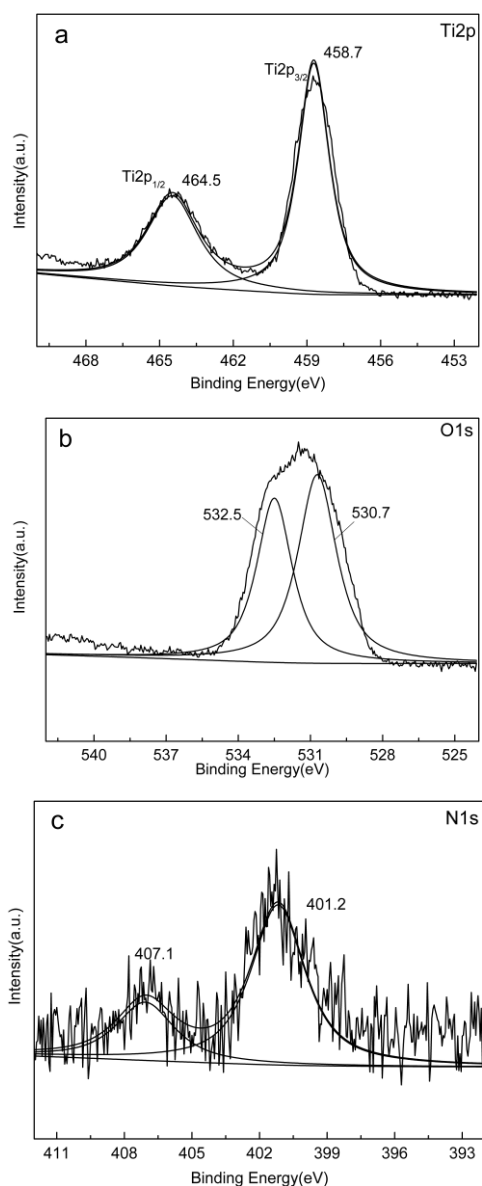 a
Ti2p
458.7
Ti2p3/2
Ti2p1/2
464.5
Intensity(a.u.)
468 465 462 459 456 453
Binding Energy(eV)
b
O1s
532.5
530.7
Intensity(a.u.)
540 537 534 531 528 525
Binding Energy(eV)
c
N1s
401.2
407.1
Intensity(a.u.)
411 408 405 402 399 396 393
Binding Energy(eV)